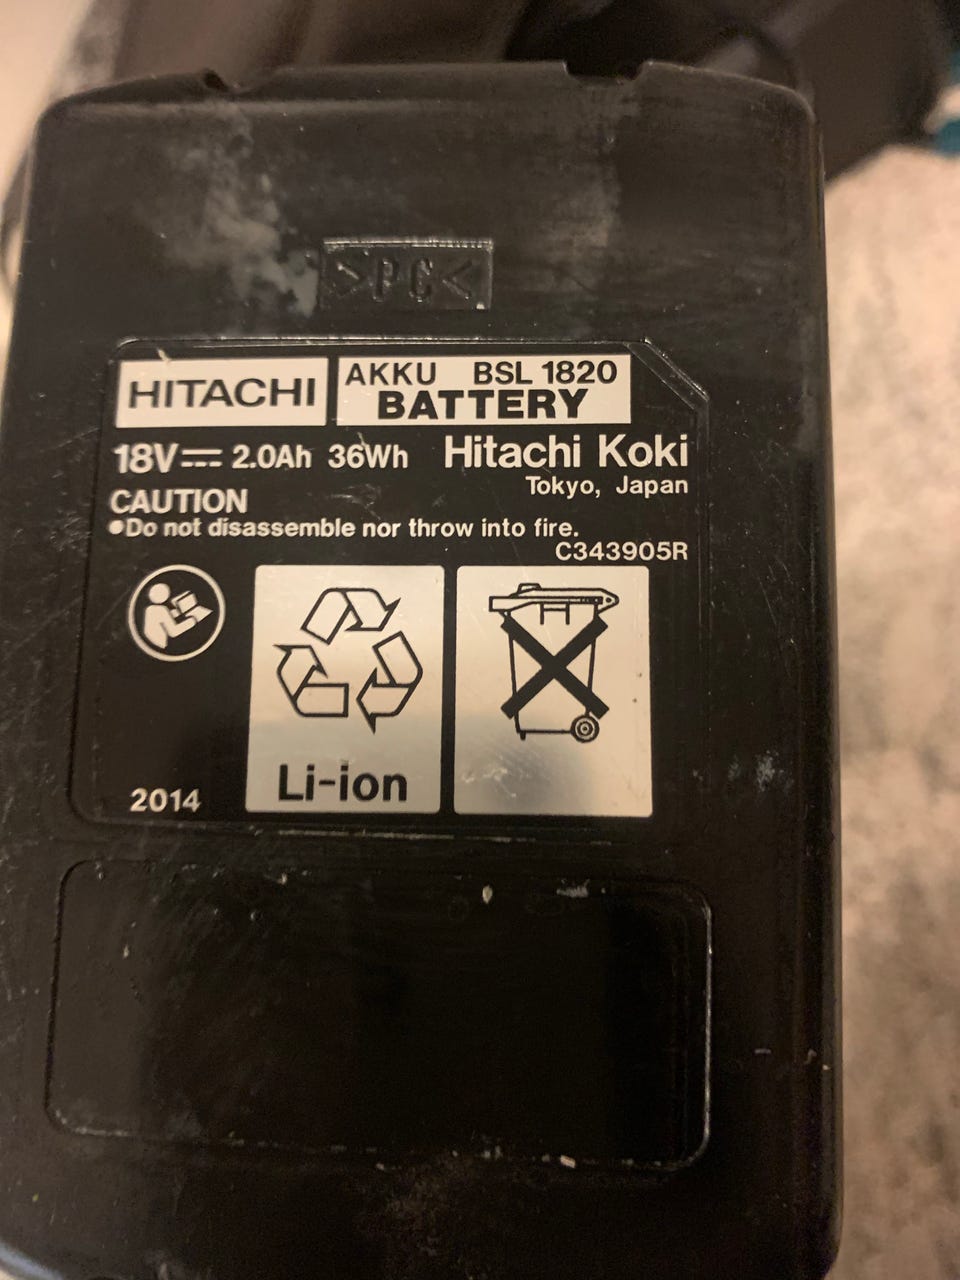 >PC<
HITACHI
AKKU BSL 1820
BATTERY
18V 2.0Ah 36Wh Hitachi Koki
Tokyo, Japan
CAUTION
•Do not disassemble nor throw into fire.
C343905R
Li-ion
2014